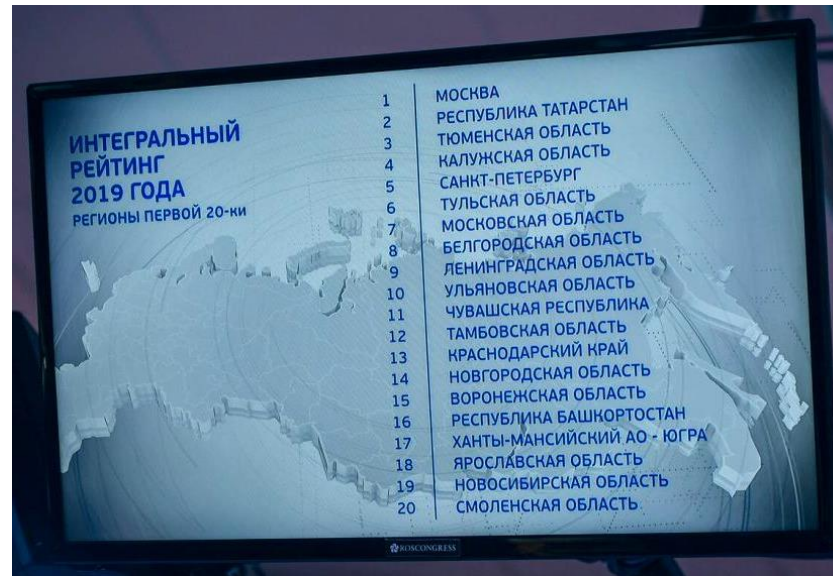 ИНТЕГРАЛЬНЫЙ
РЕЙТИНГ
2019 ГОДА
РЕГИОНЫ ПЕРВОЙ 20-ки
1 МОСКВА
2 РЕСПУБЛИКА ТАТАРСТАН
3 ТЮМЕНСКАЯ ОБЛАСТЬ
4 КАЛУЖСКАЯ ОБЛАСТЬ
5 САНКТ-ПЕТЕРБУРГ
6 ТУЛЬСКАЯ ОБЛАСТЬ
7 МОСКОВСКАЯ ОБЛАСТЬ
8 БЕЛГОРОДСКАЯ ОБЛАСТЬ
9 ЛЕНИНГРАДСКАЯ ОБЛАСТЬ
10 УЛЬЯНОВСКАЯ ОБЛАСТЬ
11 ЧУВАШСКАЯ РЕСПУБЛИКА
12 ТАМБОВСКАЯ ОБЛАСТЬ
13 КРАСНОДАРСКИЙ КРАЙ
14 НОВГОРОДСКАЯ ОБЛАСТЬ
15 ВОРОНЕЖСКАЯ ОБЛАСТЬ
16 РЕСПУБЛИКА БАШКОРТОСТАН
17 ХАНТЫ-МАНСИЙСКИЙ АО - ЮГРА
18 ЯРОСЛАВСКАЯ ОБЛАСТЬ
19 НОВОСИБИРСКАЯ ОБЛАСТЬ
20 СМОЛЕНСКАЯ ОБЛАСТЬ
ROSCONGRESS